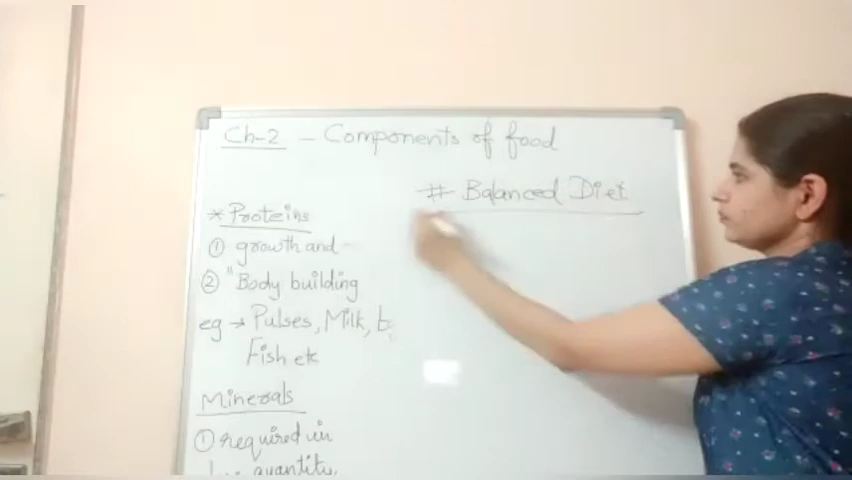 Ch-2 - Components of food
# Balanced Diet
* Proteins
① growth and
② "Body building
eg → Pulses, Milk,
Fish etc
Minerals
① required in
quantity,